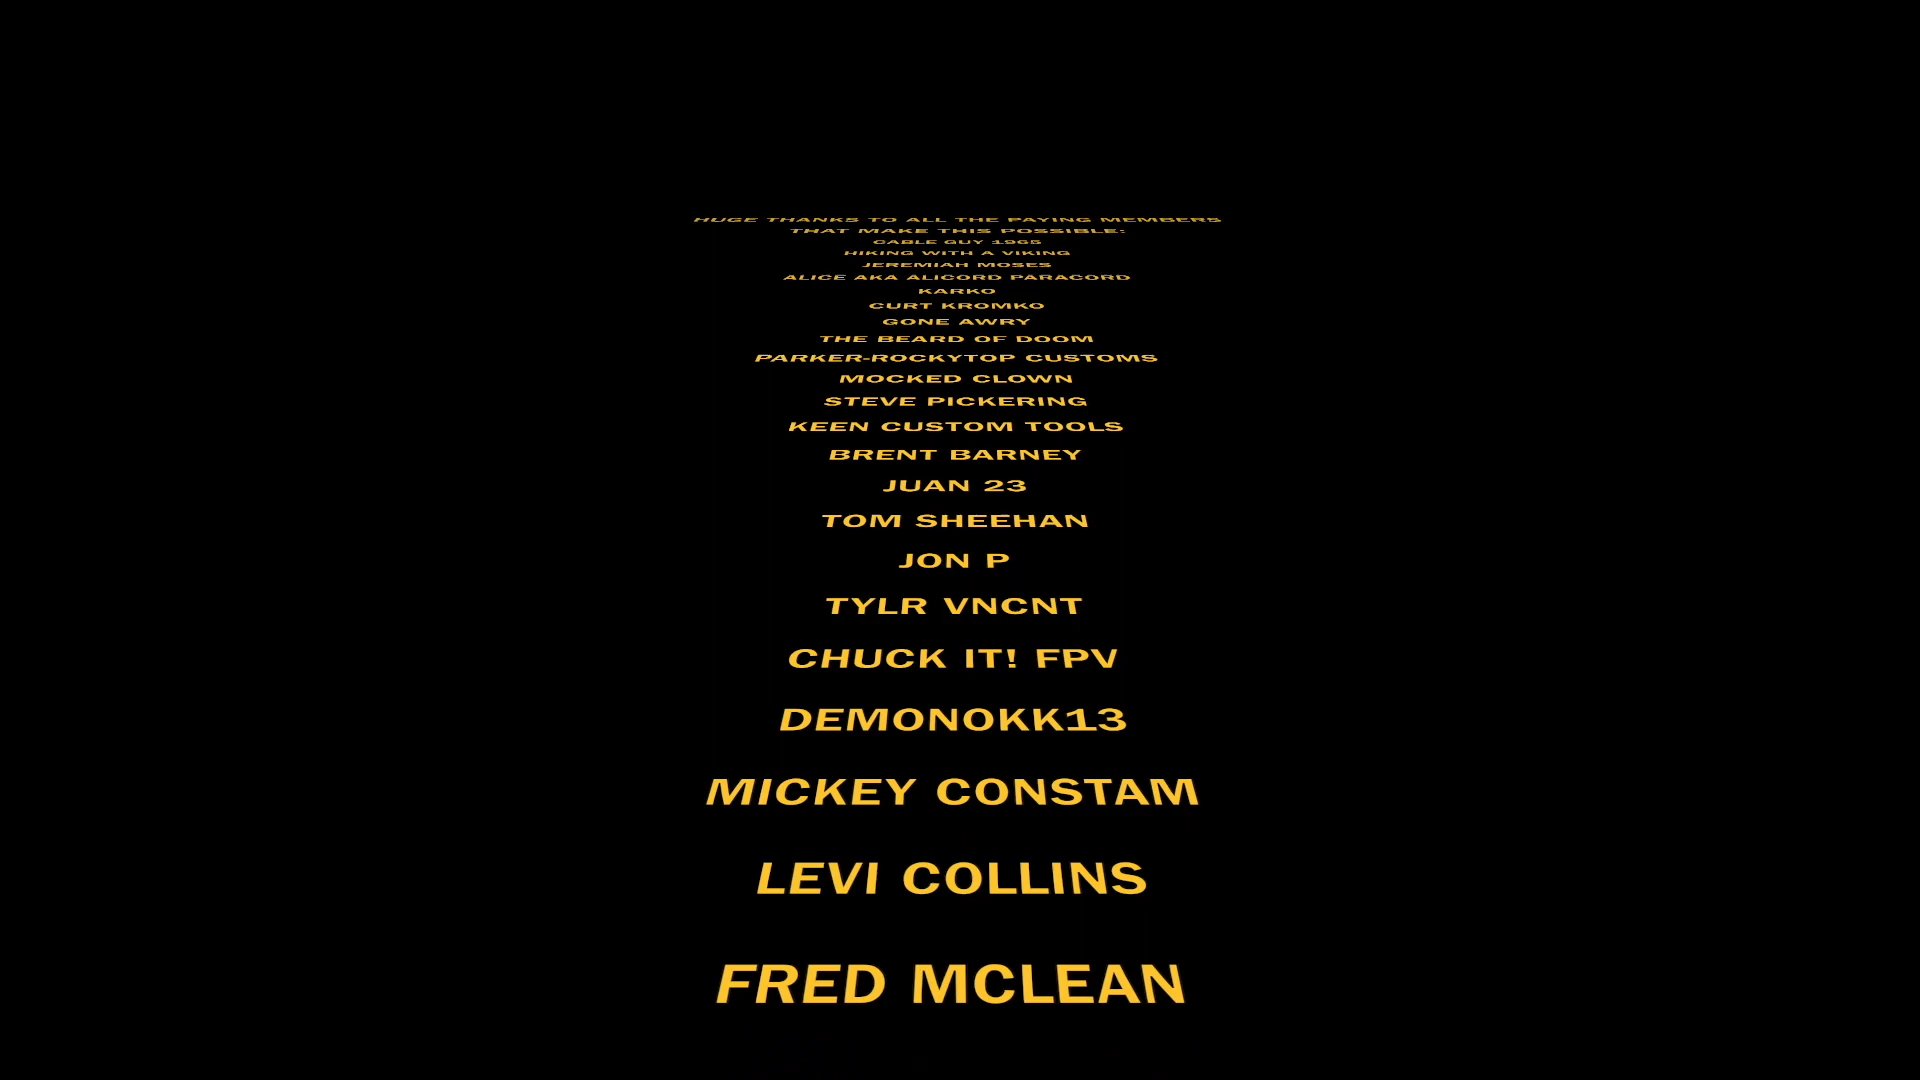 HUGE THANKS TO ALL THE PAYING MEMBERS
THAT MAKE THIS POSSIBLE:
CABLE GUY 1965
HIKING WITH A VIKING
JEREMIAH MOSES
ALICE AKA ALICORD PARACORD
KARKO
CURT KROMKO
GONE AWRY
THE BEARD OF DOOM
PARKER-ROCKYTOP CUSTOMS
MOCKED CLOWN
STEVE PICKERING
KEEN CUSTOM TOOLS
BRENT BARNEY
JUAN 23
TOM SHEEHAN
JON P
TYLR VNCNT
CHUCK IT! FPV
DEMONOKK13
MICKEY CONSTAM
LEVI COLLINS
FRED MCLEAN